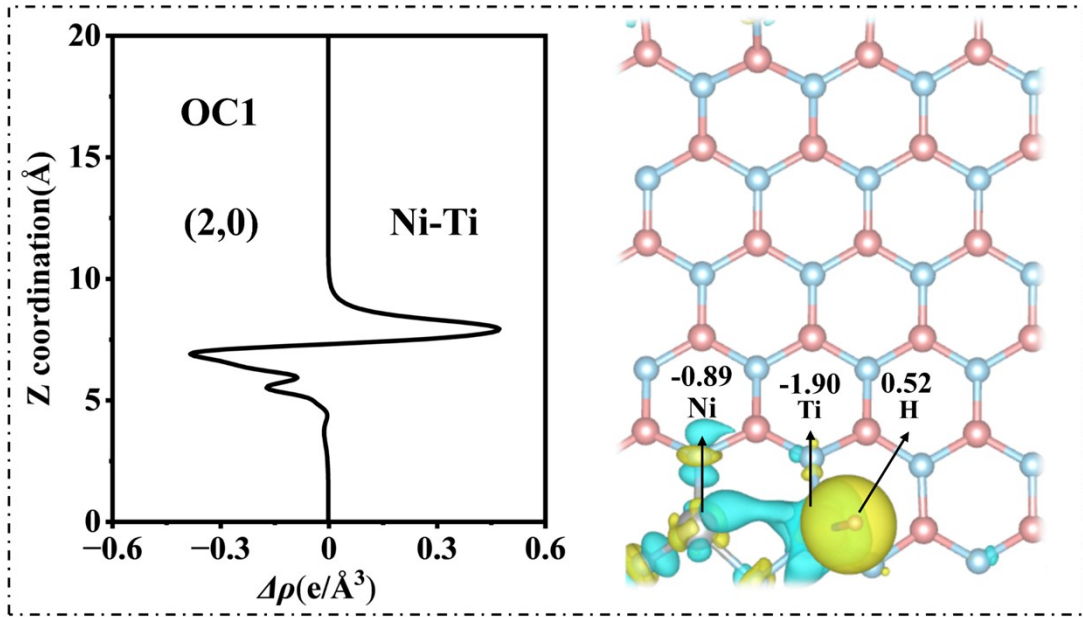 20
15
10
5
0
Z coordination(Å)
OC1
(2,0)
Ni-Ti
−0.6
−0.3
0
0.3
0.6
Δρ(e/Å³)
-0.89
Ni
-1.90
Ti
0.52
H